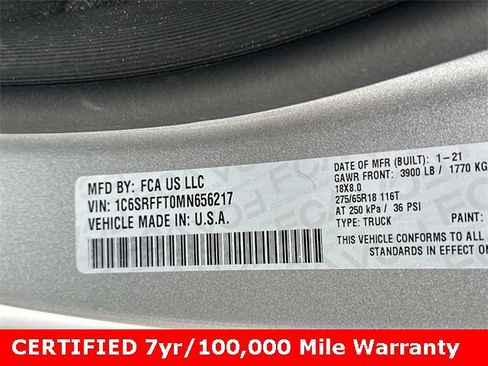 MFD BY: FCA US LLC
VIN: 1C6SRFFT0MN656217
VEHICLE MADE IN U.S.A.
DATE OF MFR (BUILT): 1-21
GAWR FRONT: 3900 LB / 1770 KG
18X8.0
275/65R18 116T
AT 250 kPa / 36 PSI
TYPE: TRUCK
PAINT:
THIS VEHICLE CONFORMS TO ALL
STANDARDS IN EFFECT ON
CERTIFIED 7yr/100,000 Mile Warranty